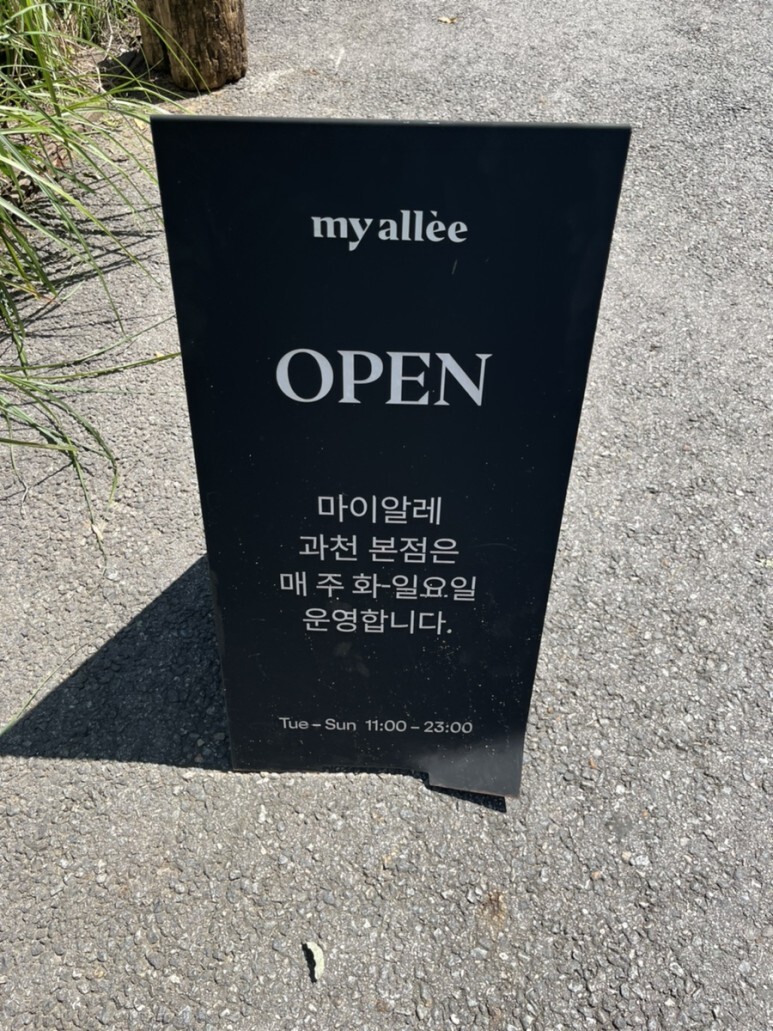 my allèe
OPEN
마이알레
과천 본점은
매 주 화-일요일
운영합니다.
Tue – Sun 11:00 – 23:00